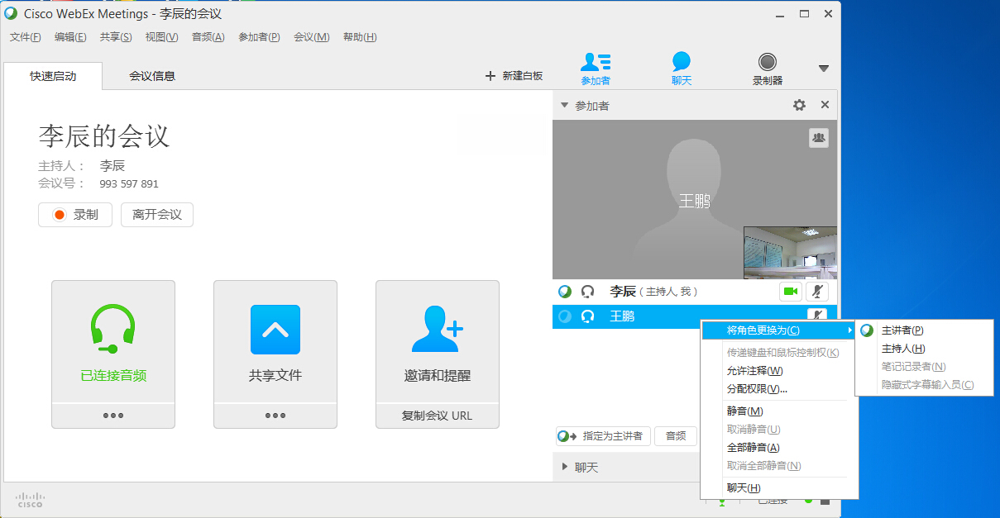 Cisco WebEx Meetings - 李辰的会议
文件(F) 编辑(E) 共享(S) 视图(V) 音频(A) 参加者(P) 会议(M) 帮助(H)
快速启动 会议信息 新建白板 参加者 聊天 录制器
参加者
李辰的会议
主持人： 李辰
会议号： 993 597 891
录制 离开会议
王鹏
已连接音频
共享文件
邀请和提醒
复制会议 URL
李辰 ( 主持人, 我 )
王鹏
将角色更换为(C)
传递键盘和鼠标控制权(K)
允许注释(W)
分配权限(V)...
静音(M)
取消静音(U)
全部静音(A)
取消全部静音(N)
聊天(H)
主讲者(P)
主持人(H)
笔记记录者(N)
隐藏式字幕输入员(C)
指定为主讲者 音频
聊天
CISCO
已连接